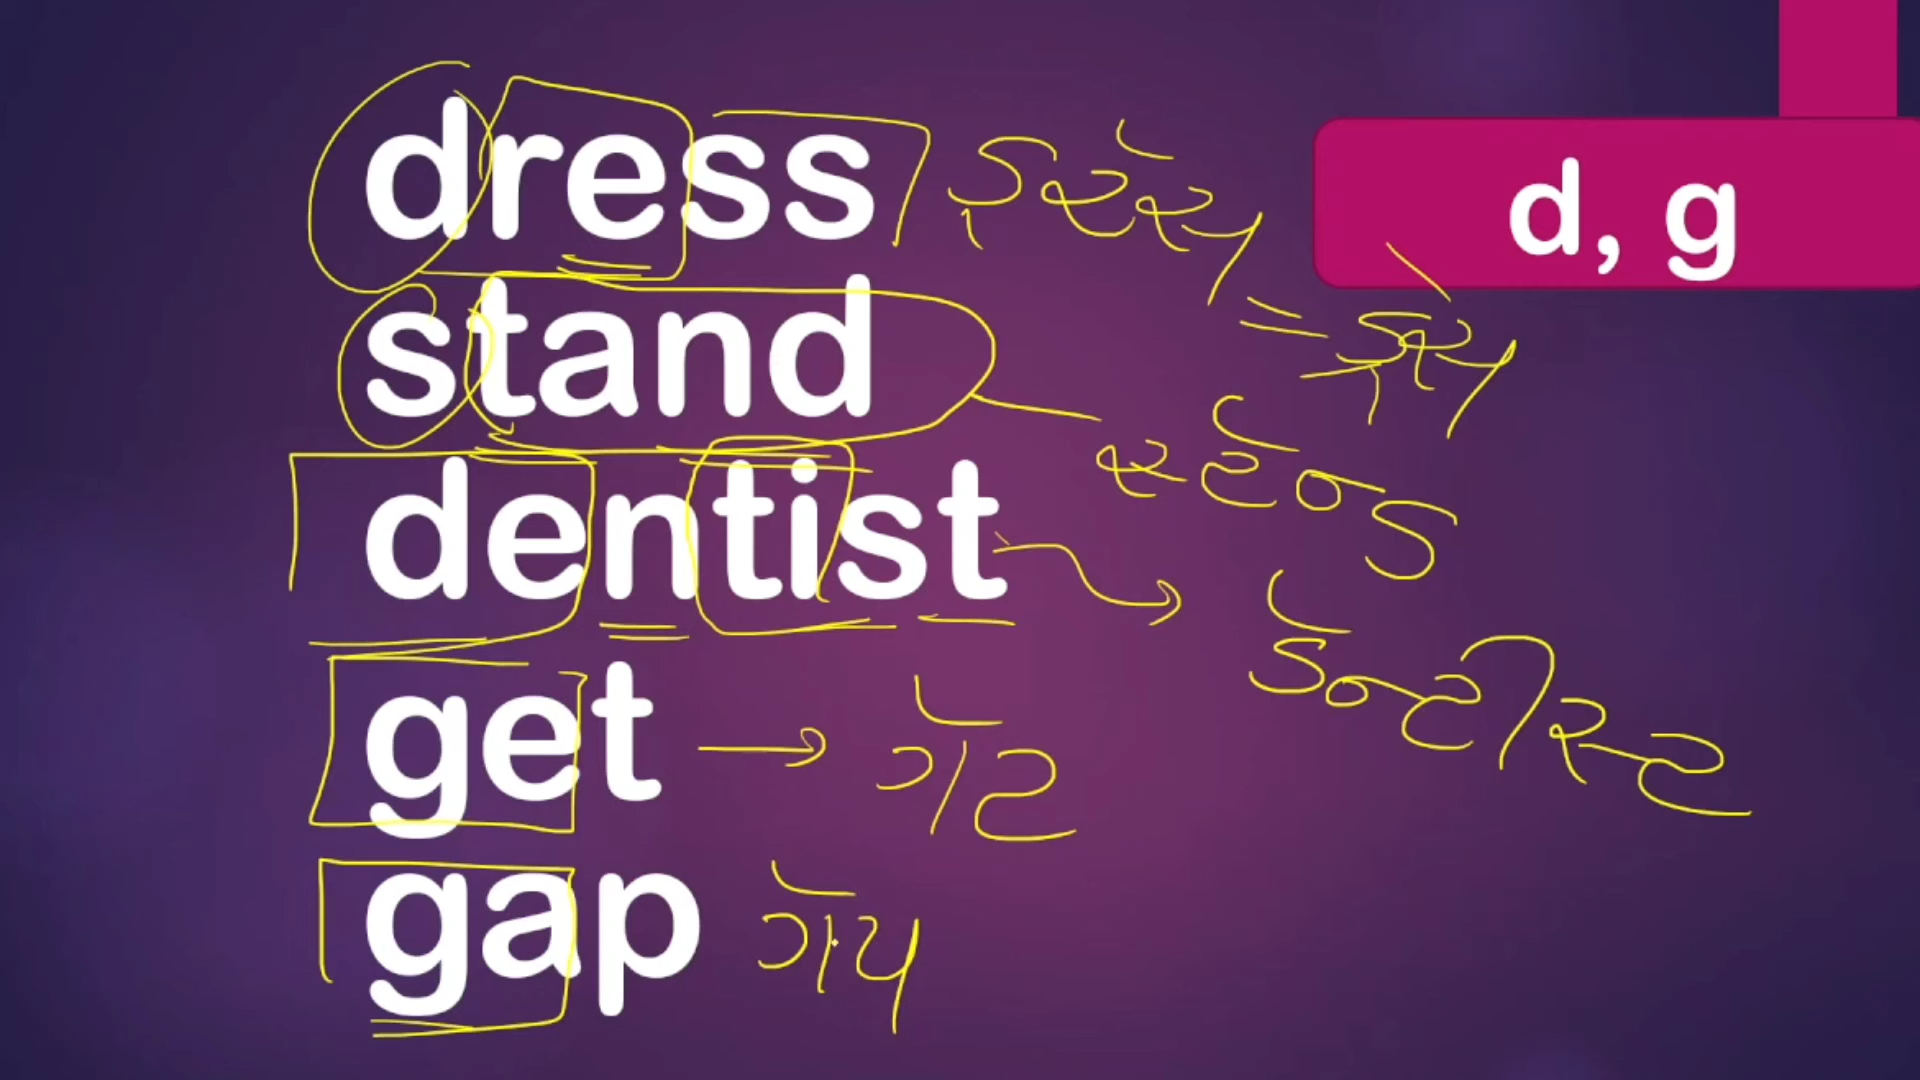 dress ડ્‌રૅસ
d, g
= ડ્રેસ
stand સ્ટૅન્ડ
dentist ડૅન્ટીસ્ટ
get ગૅટ
gap ગૅપ